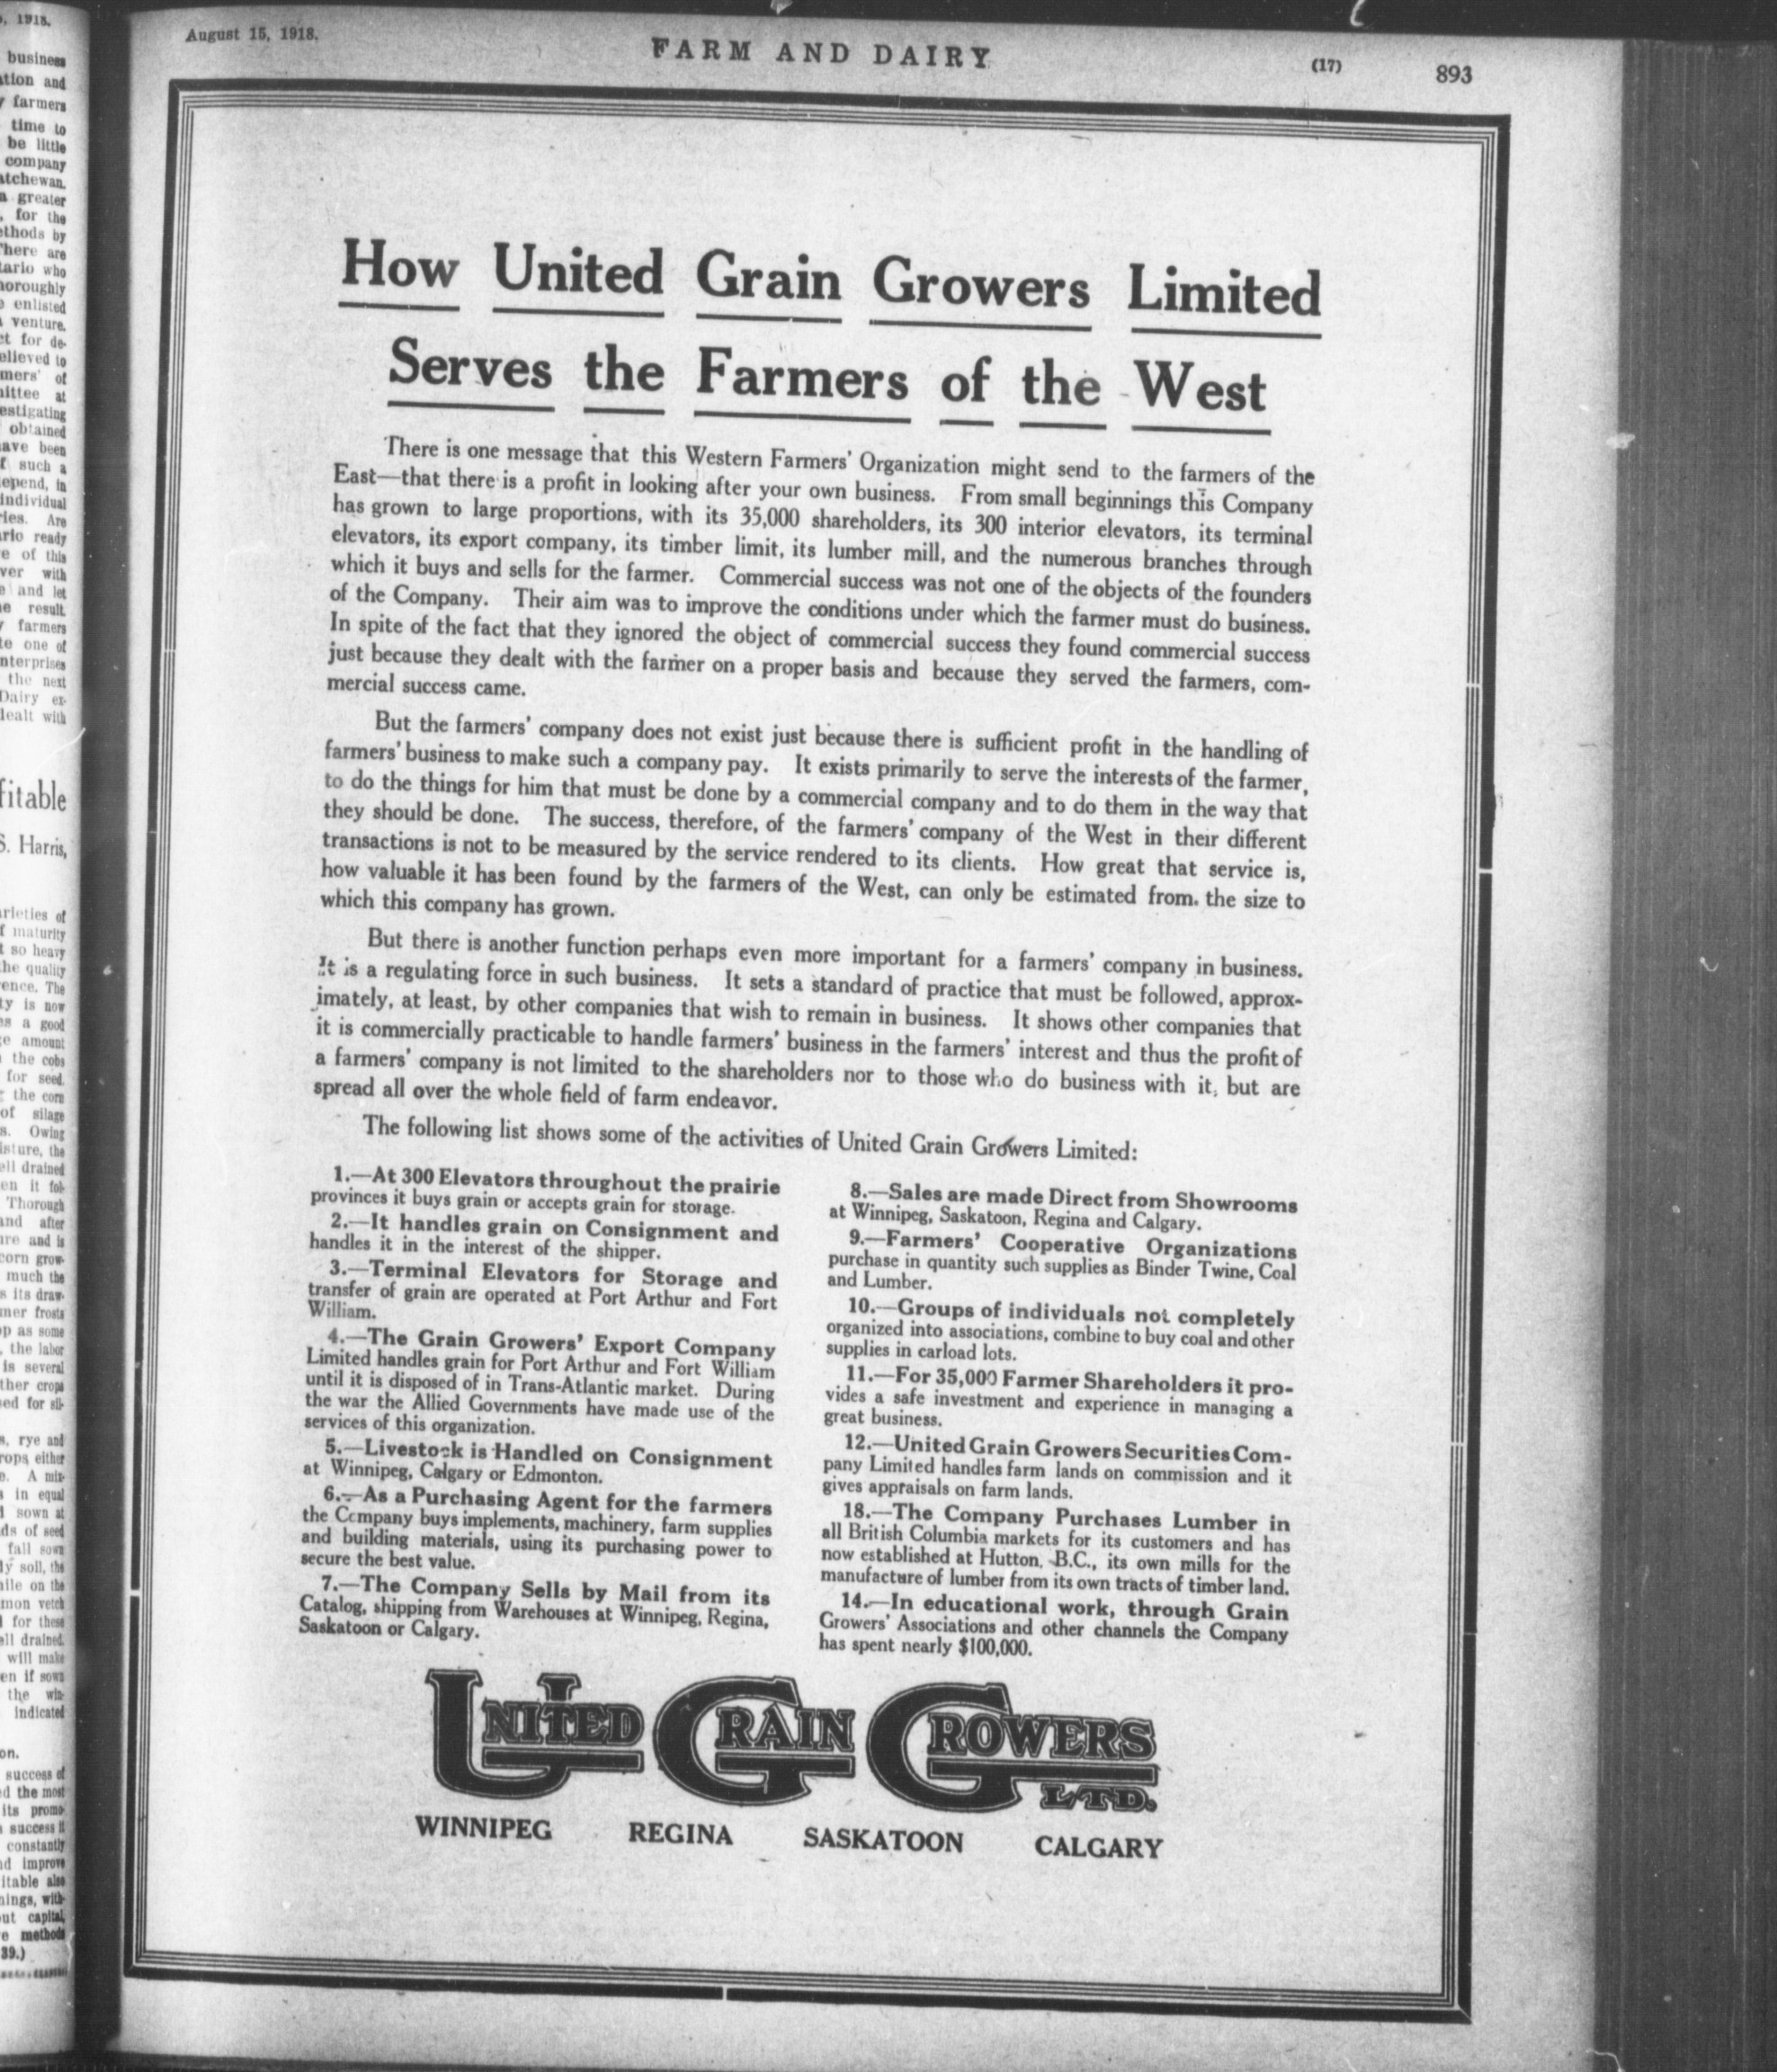 August 15, 1918.
FARM AND DAIRY
(17)
893
How United Grain Growers Limited
Serves the Farmers of the West
There is one message that this Western Farmers' Organization might send to the farmers of the
East—that there is a profit in looking after your own business. From small beginnings this Company
has grown to large proportions, with its 35,000 shareholders, its 300 interior elevators, its terminal
elevators, its export company, its timber limit, its lumber mill, and the numerous branches through
which it buys and sells for the farmer. Commercial success was not one of the objects of the founders
of the Company. Their aim was to improve the conditions under which the farmer must do business.
In spite of the fact that they ignored the object of commercial success they found commercial success
just because they dealt with the farmer on a proper basis and because they served the farmers, com-
mercial success came.
But the farmers' company does not exist just because there is sufficient profit in the handling of
farmers' business to make such a company pay. It exists primarily to serve the interests of the farmer,
to do the things for him that must be done by a commercial company and to do them in the way that
they should be done. The success, therefore, of the farmers' company of the West in their different
transactions is not to be measured by the service rendered to its clients. How great that service is,
how valuable it has been found by the farmers of the West, can only be estimated from. the size to
which this company has grown.
But there is another function perhaps even more important for a farmers' company in business.
It is a regulating force in such business. It sets a standard of practice that must be followed, approx-
imately, at least, by other companies that wish to remain in business. It shows other companies that
it is commercially practicable to handle farmers' business in the farmers' interest and thus the profit of
a farmers' company is not limited to the shareholders nor to those who do business with it, but are
spread all over the whole field of farm endeavor.
The following list shows some of the activities of United Grain Growers Limited:
1.—At 300 Elevators throughout the prairie
provinces it buys grain or accepts grain for storage.
2.—It handles grain on Consignment and
handles it in the interest of the shipper.
3.—Terminal Elevators for Storage and
transfer of grain are operated at Port Arthur and Fort
William.
4.—The Grain Growers' Export Company
Limited handles grain for Port Arthur and Fort William
until it is disposed of in Trans-Atlantic market. During
the war the Allied Governments have made use of the
services of this organization.
5.—Livestock is Handled on Consignment
at Winnipeg, Calgary or Edmonton.
6.—As a Purchasing Agent for the farmers
the Company buys implements, machinery, farm supplies
and building materials, using its purchasing power to
secure the best value.
7.—The Company Sells by Mail from its
Catalog, shipping from Warehouses at Winnipeg, Regina,
Saskatoon or Calgary.
8.—Sales are made Direct from Showrooms
at Winnipeg, Saskatoon, Regina and Calgary.
9.—Farmers' Cooperative Organizations
purchase in quantity such supplies as Binder Twine, Coal
and Lumber.
10.—Groups of individuals not completely
organized into associations, combine to buy coal and other
supplies in carload lots.
11.—For 35,000 Farmer Shareholders it pro-
vides a safe investment and experience in managing a
great business.
12.—United Grain Growers Securities Com-
pany Limited handles farm lands on commission and it
gives appraisals on farm lands.
18.—The Company Purchases Lumber in
all British Columbia markets for its customers and has
now established at Hutton, B.C., its own mills for the
manufacture of lumber from its own tracts of timber land.
14.—In educational work, through Grain
Growers' Associations and other channels the Company
has spent nearly $100,000.
UNITED GRAIN GROWERS
LTD.
WINNIPEG REGINA SASKATOON CALGARY